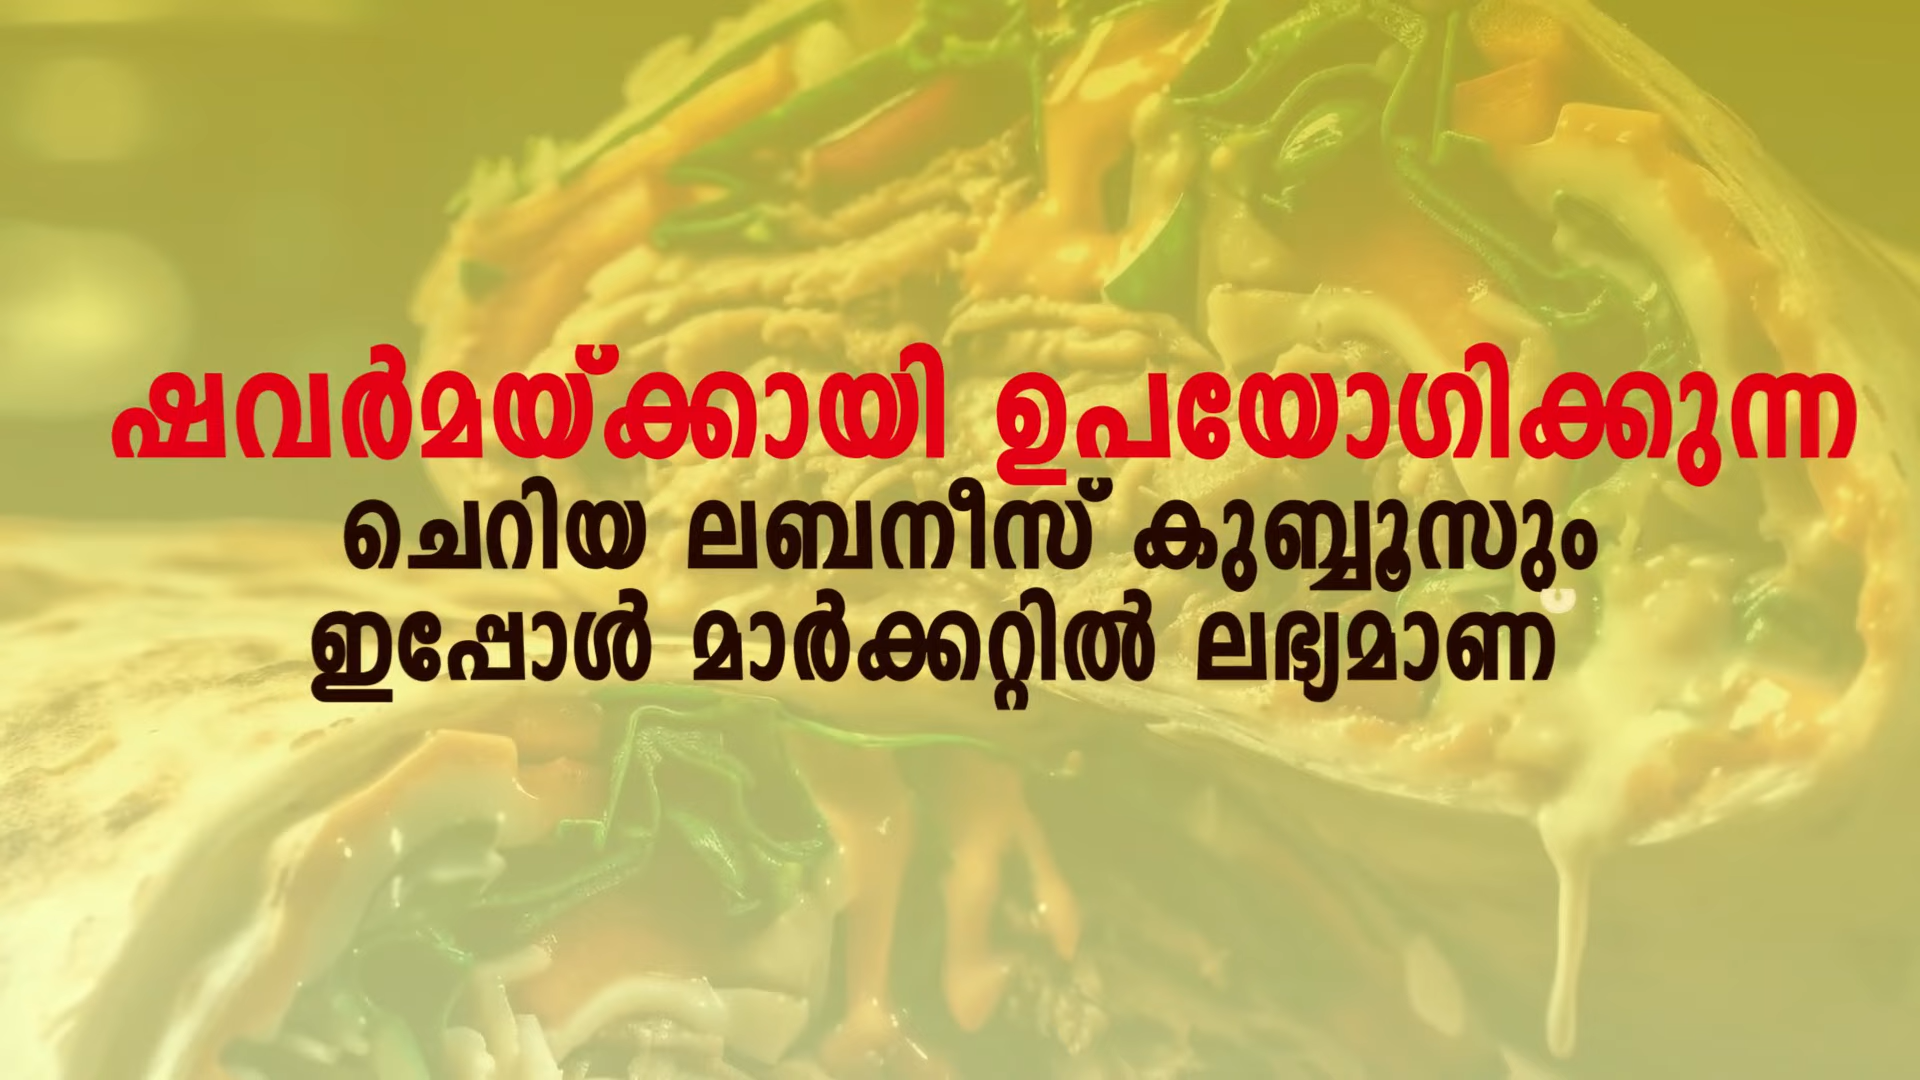 ഷവർമയ്ക്കായി ഉപയോഗിക്കുന്ന
ചെറിയ ലബനീസ് കുബ്ബൂസും
ഇപ്പോൾ മാർക്കറ്റിൽ ലഭ്യമാണ്